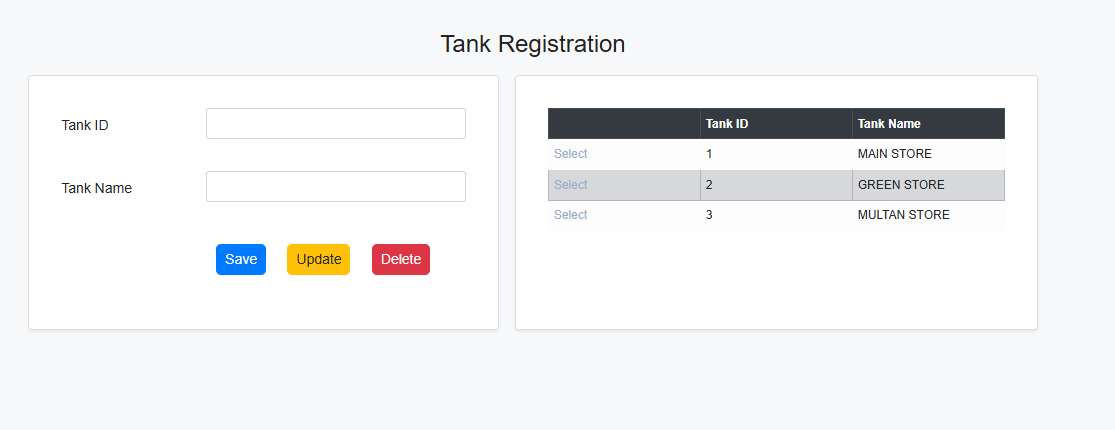 Tank Registration
Tank ID
Tank Name
Save Update Delete
Tank ID Tank Name
Select 1 MAIN STORE
Select 2 GREEN STORE
Select 3 MULTAN STORE